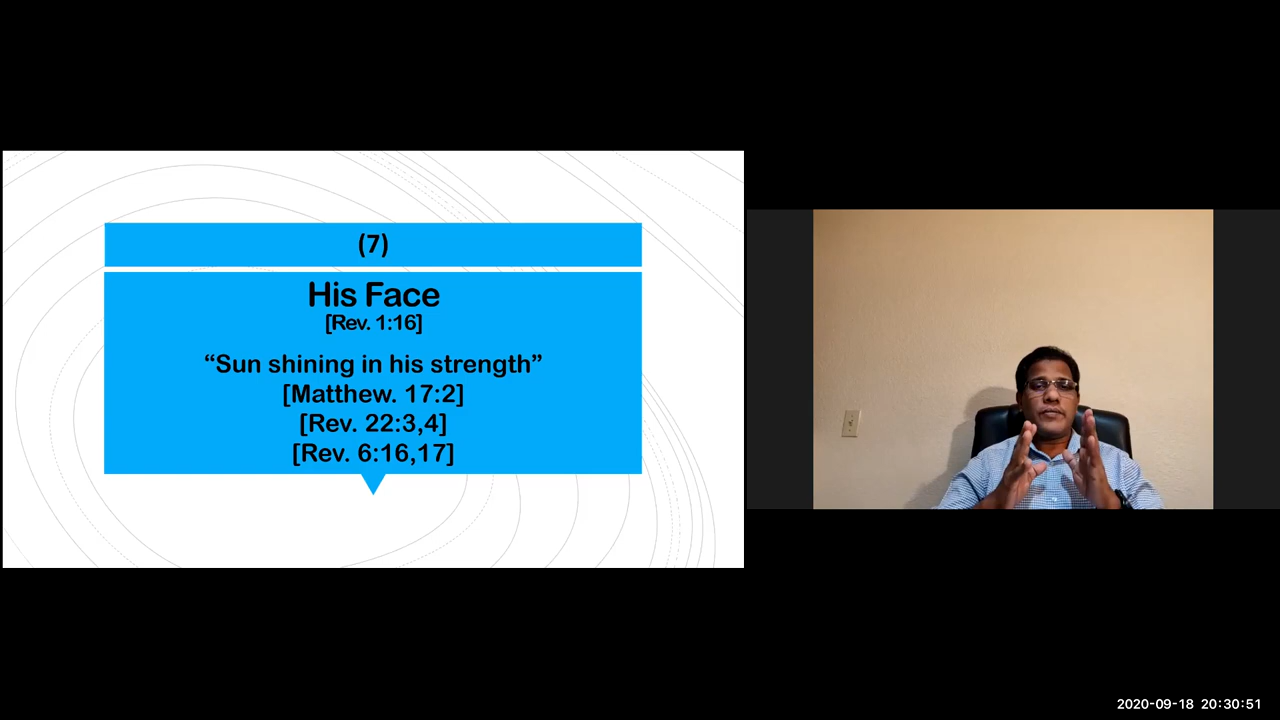 (7)
His Face
[Rev. 1:16]
“Sun shining in his strength”
[Matthew. 17:2]
[Rev. 22:3,4]
[Rev. 6:16,17]
2020-09-18 20:30:51